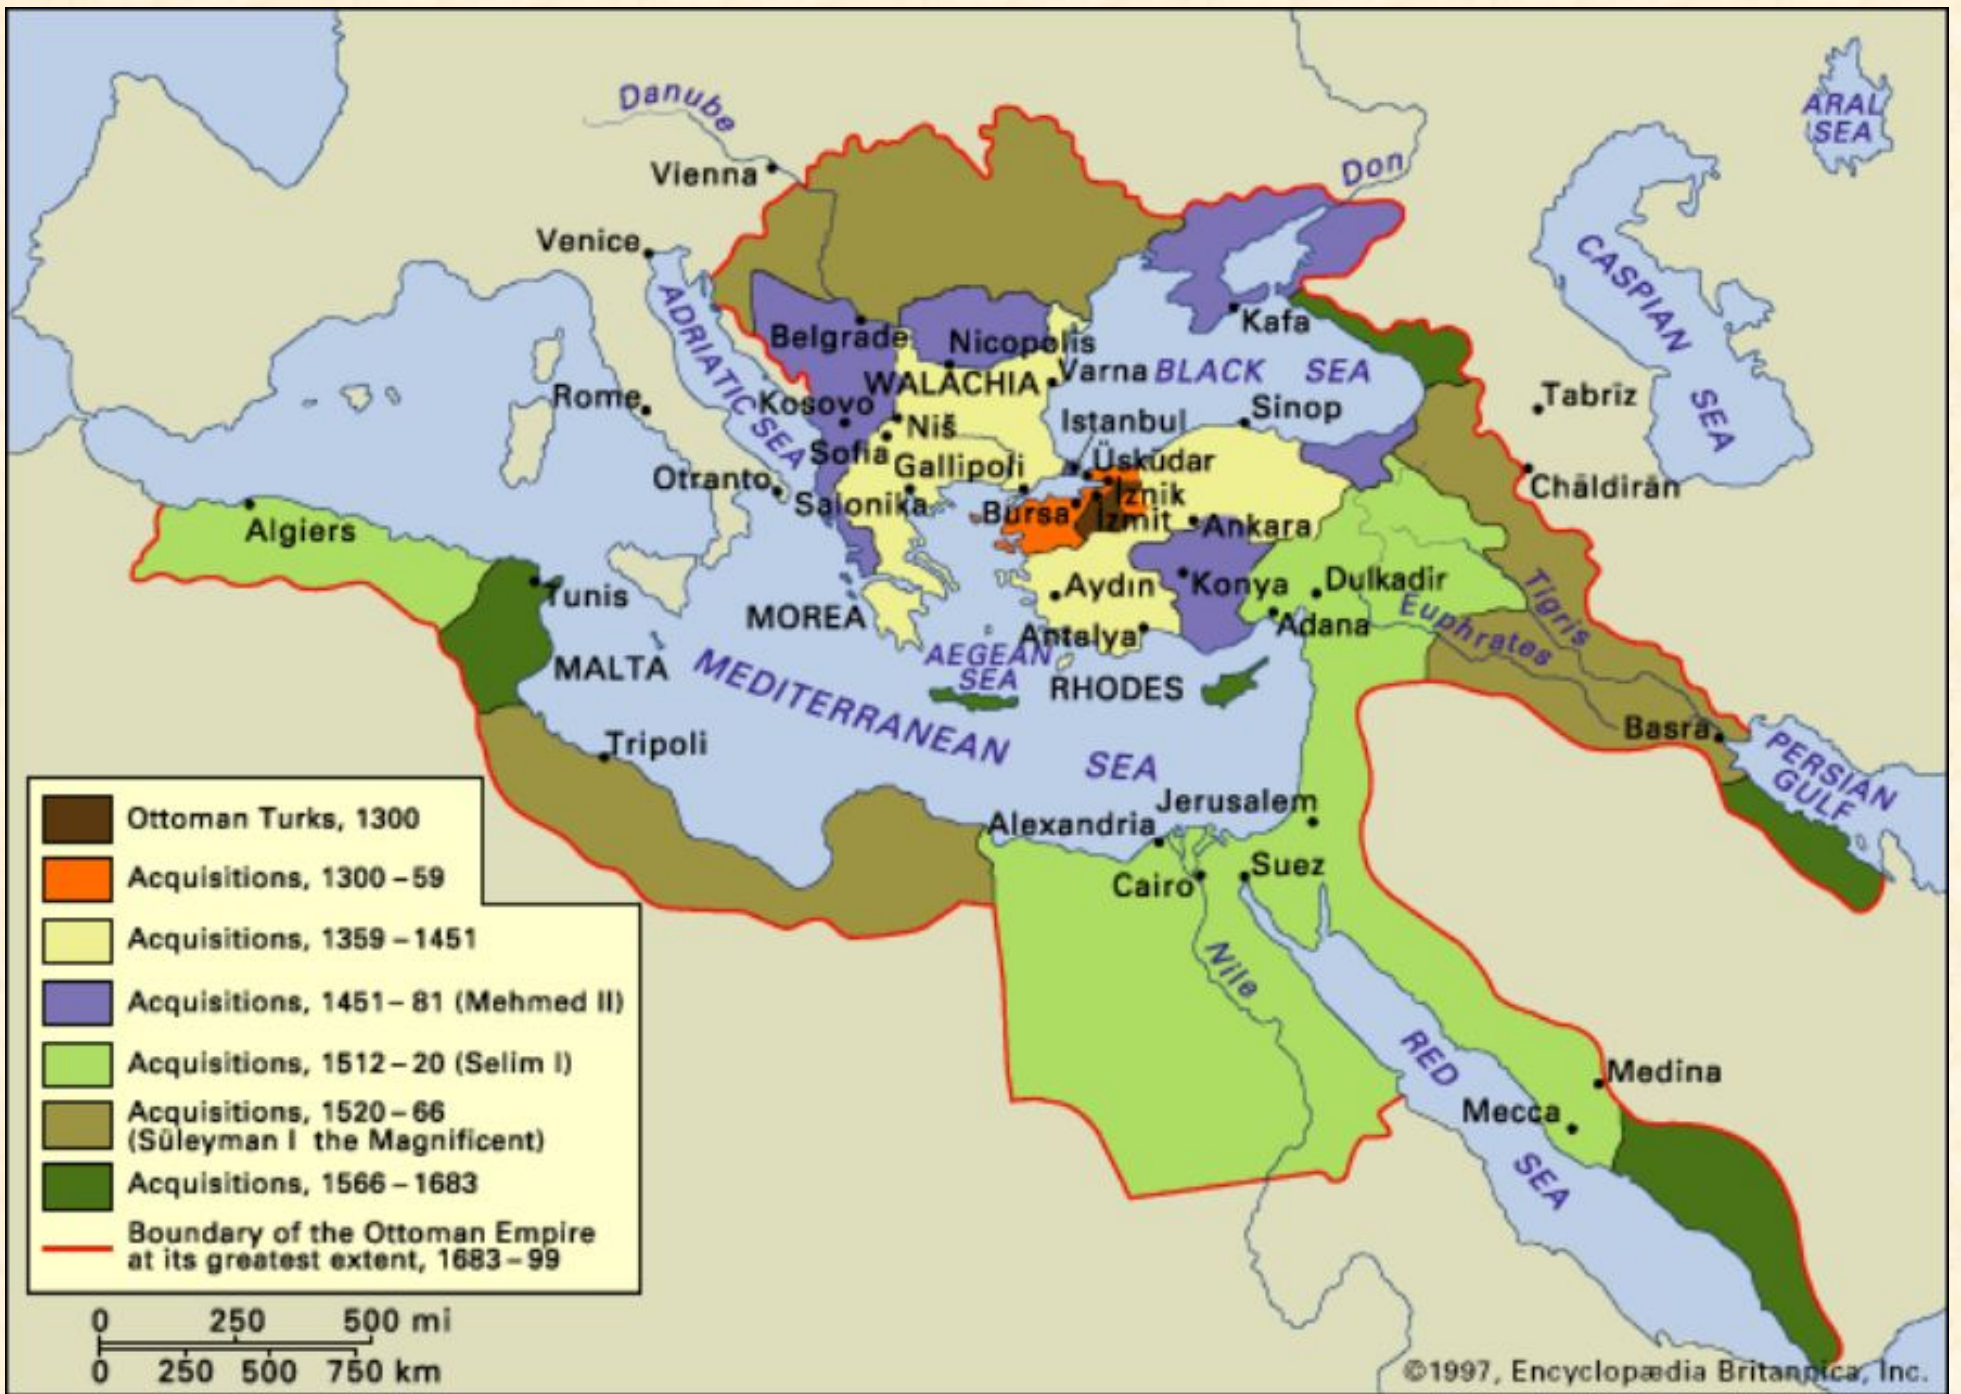 Danube
Vienna
Don
ARAL
SEA
Venice
CASPIAN
SEA
ADRIATIC SEA
Belgrade
Nicopolis
Kafa
WALACHIA
Varna
BLACK SEA
Rome
Kosovo
Niš
Istanbul
Sinop
Tabrīz
Sofia
Gallipoli
Üsküdar
Otranto
Salonika
Bursa
İznik
İzmit
Ankara
Chāldirān
Algiers
Tunis
MOREA
Aydın
Konya
Dulkadir
Tigris
Euphrates
Antalya
Adana
MALTA
AEGEAN
SEA
RHODES
MEDITERRANEAN SEA
Tripoli
Basra
PERSIAN
GULF
Jerusalem
Alexandria
Cairo
Suez
Nile
RED
SEA
Medina
Mecca
Ottoman Turks, 1300
Acquisitions, 1300–59
Acquisitions, 1359–1451
Acquisitions, 1451–81 (Mehmed II)
Acquisitions, 1512–20 (Selim I)
Acquisitions, 1520–66
(Süleyman I the Magnificent)
Acquisitions, 1566–1683
Boundary of the Ottoman Empire
at its greatest extent, 1683–99
0 250 500 mi
0 250 500 750 km
©1997, Encyclopædia Britannica, Inc.